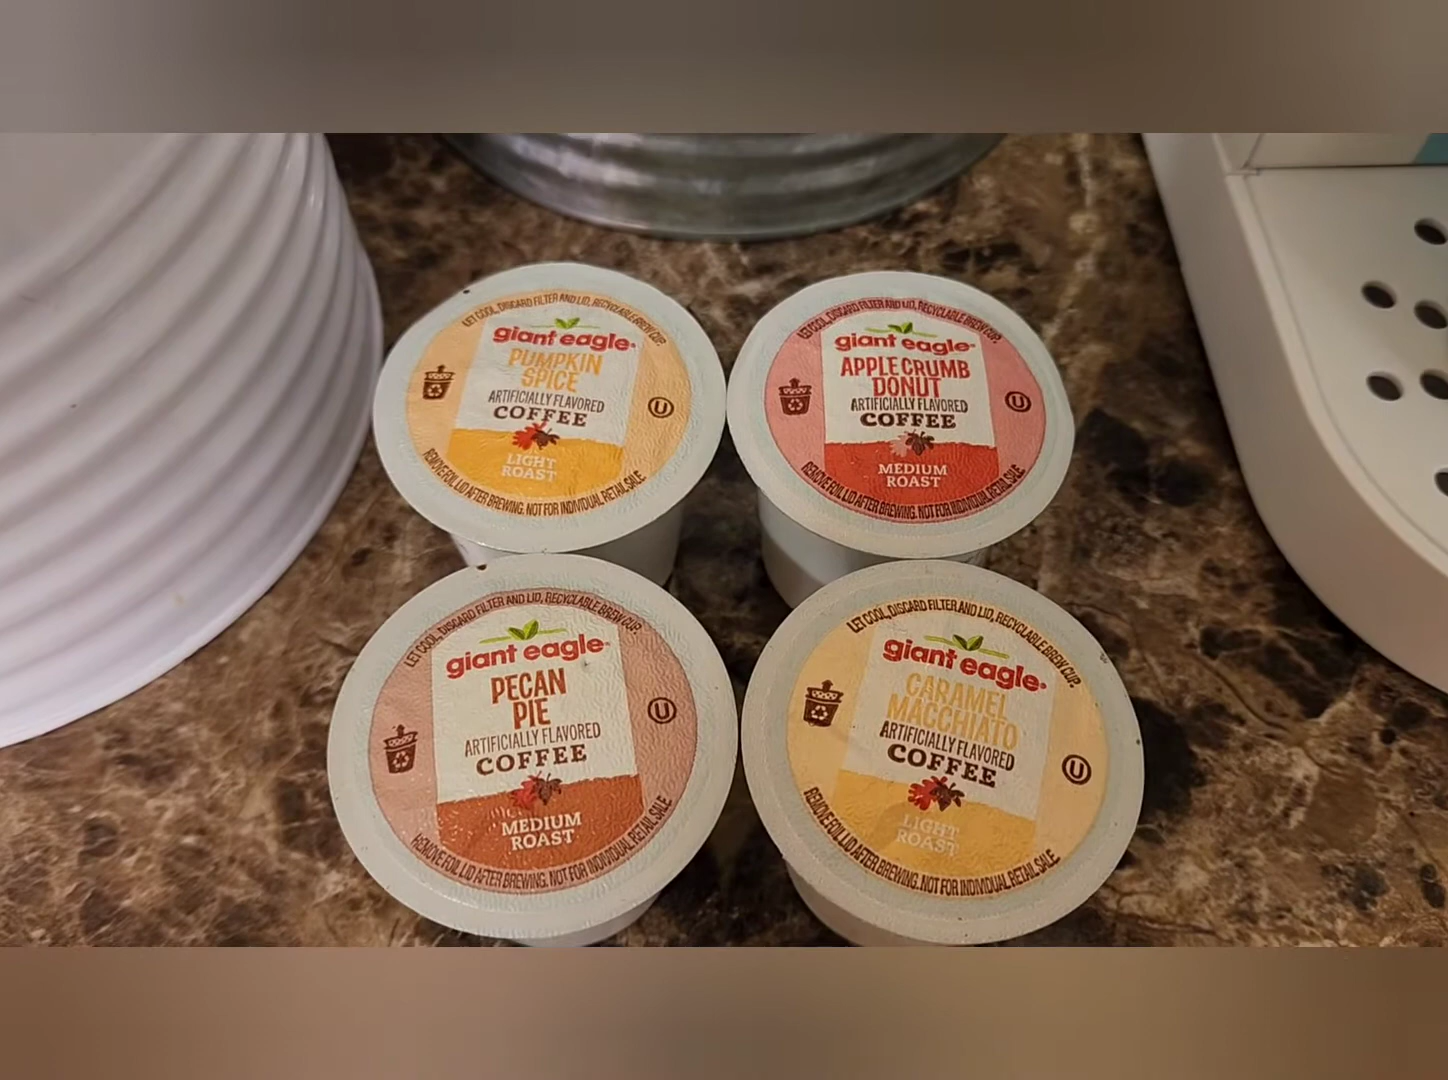 LET COOL, DISCARD FILTER AND LID, RECYCLABLE BREW CUP.
giant eagle
PUMPKIN
SPICE
ARTIFICIALLY FLAVORED
COFFEE
LIGHT
ROAST
U
REMOVE FOIL LID AFTER BREWING. NOT FOR INDIVIDUAL RETAIL SALE
LET COOL, DISCARD FILTER AND LID, RECYCLABLE BREW CUP.
giant eagle
APPLE CRUMB
DONUT
ARTIFICIALLY FLAVORED
COFFEE
MEDIUM
ROAST
U
REMOVE FOIL LID AFTER BREWING. NOT FOR INDIVIDUAL RETAIL SALE
LET COOL, DISCARD FILTER AND LID, RECYCLABLE BREW CUP.
giant eagle
PECAN
PIE
ARTIFICIALLY FLAVORED
COFFEE
MEDIUM
ROAST
U
REMOVE FOIL LID AFTER BREWING. NOT FOR INDIVIDUAL RETAIL SALE
LET COOL, DISCARD FILTER AND LID, RECYCLABLE BREW CUP.
giant eagle
CARAMEL
MACCHIATO
ARTIFICIALLY FLAVORED
COFFEE
LIGHT
ROAST
U
REMOVE FOIL LID AFTER BREWING. NOT FOR INDIVIDUAL RETAIL SALE